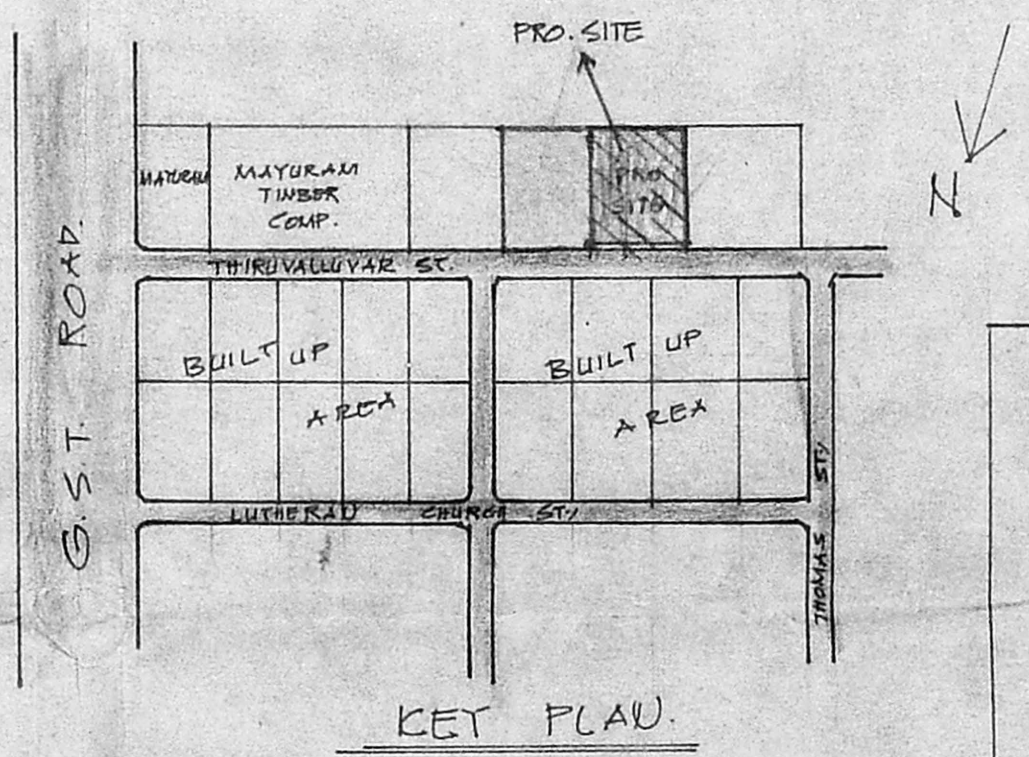 PRO. SITE
N
MAYURAM
MAYURAM
TIMBER
COMP.
PRO
SITE
G.S.T. ROAD.
THIRUVALLUVAR ST.
BUILT UP
AREA
BUILT UP
AREA
LUTHERAN CHURCH ST/
THOMAS ST/
KEY PLAN.